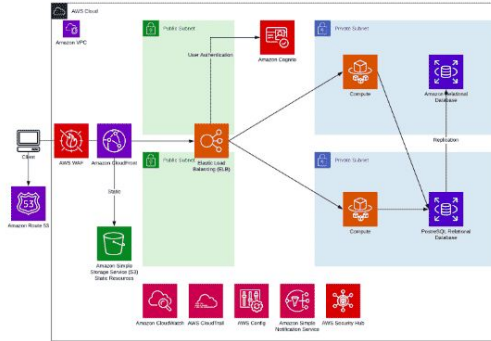 AWS Cloud
Amazon VPC
Public Subnet
Private Subnet
User Authentication
Amazon Cognito
Compute
Amazon Relational
Database
Client
AWS WAF
Amazon CloudFront
Elastic Load
Balancing (ELB)
Public Subnet
Private Subnet
Replication
Static
53
Amazon Route 53
Compute
PostgreSQL Relational
Database
Amazon Simple
Storage Service (S3)
Static Resources
Amazon CloudWatch
AWS CloudTrail
AWS Config
Amazon Simple
Notification Service
AWS Security Hub